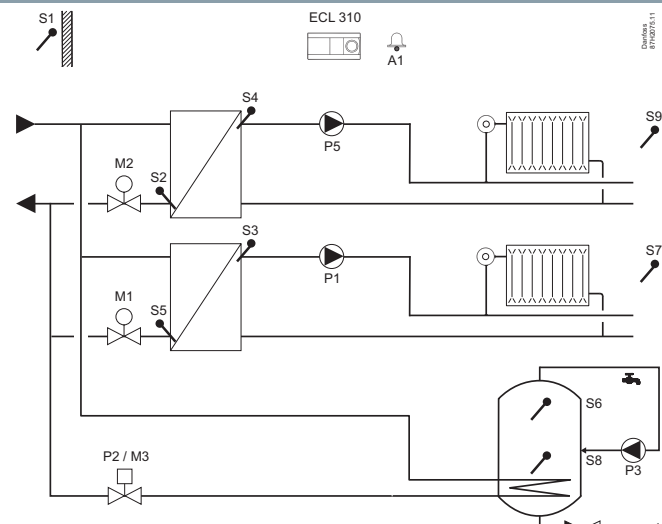 S1
ECL 310
A1
Danfoss
87H2075.11
S4
S9
P5
M2
S2
S3
S7
P1
M1
S5
S6
P2 / M3
S8
P3